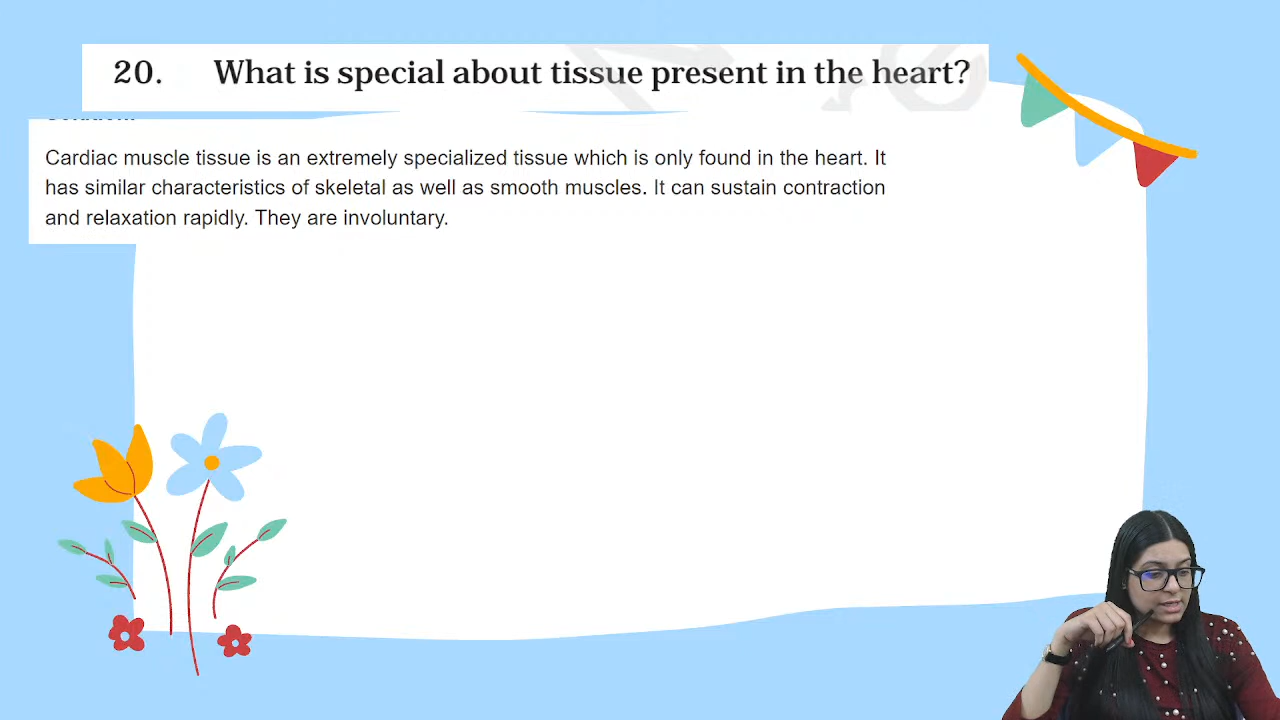 20. What is special about tissue present in the heart?
Cardiac muscle tissue is an extremely specialized tissue which is only found in the heart. It
has similar characteristics of skeletal as well as smooth muscles. It can sustain contraction
and relaxation rapidly. They are involuntary.